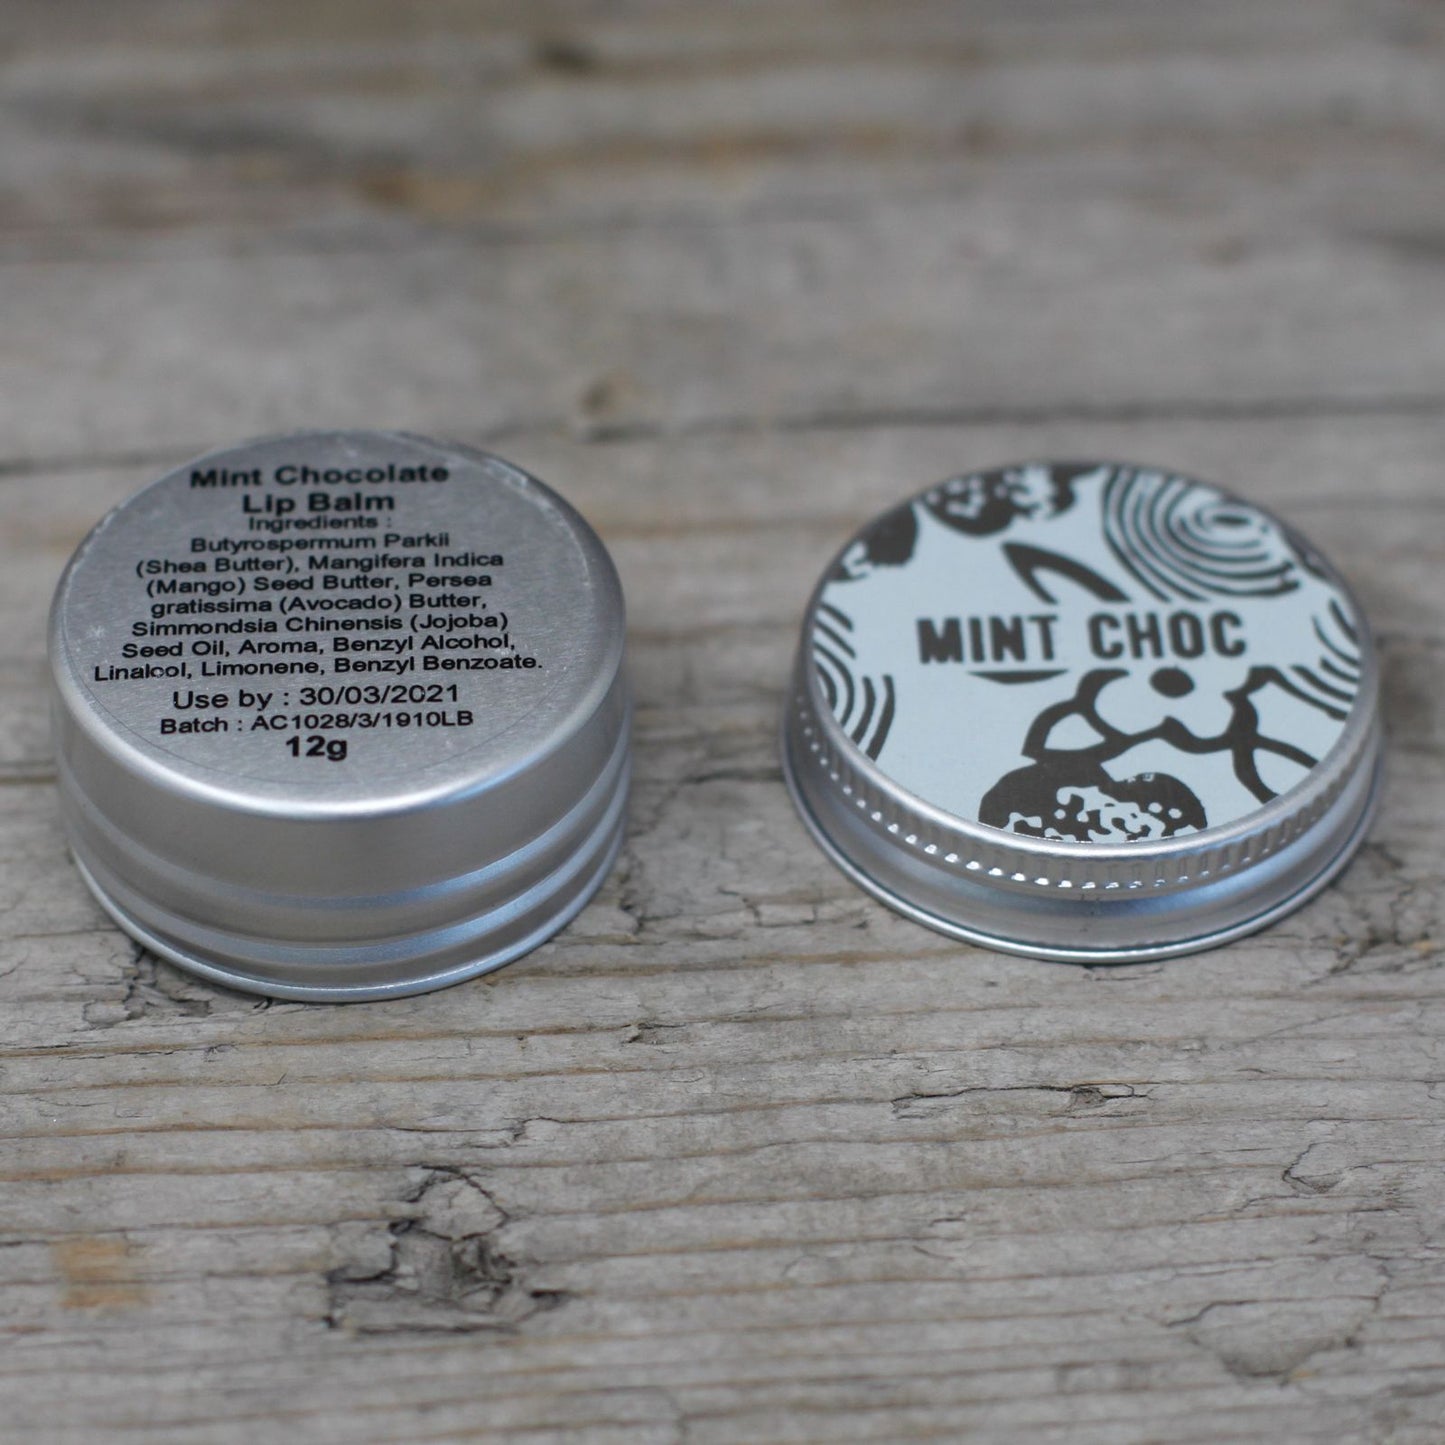 Mint Chocolate
Lip Balm
Ingredients :
Butyrospermum Parkii
(Shea Butter), Mangifera Indica
(Mango) Seed Butter, Persea
gratissima (Avocado) Butter,
Simmondsia Chinensis (Jojoba)
Seed Oil, Aroma, Benzyl Alcohol,
Linalcol, Limonene, Benzyl Benzoate.
Use by : 30/03/2021
Batch : AC1028/3/1910LB
12g
MINT CHOC